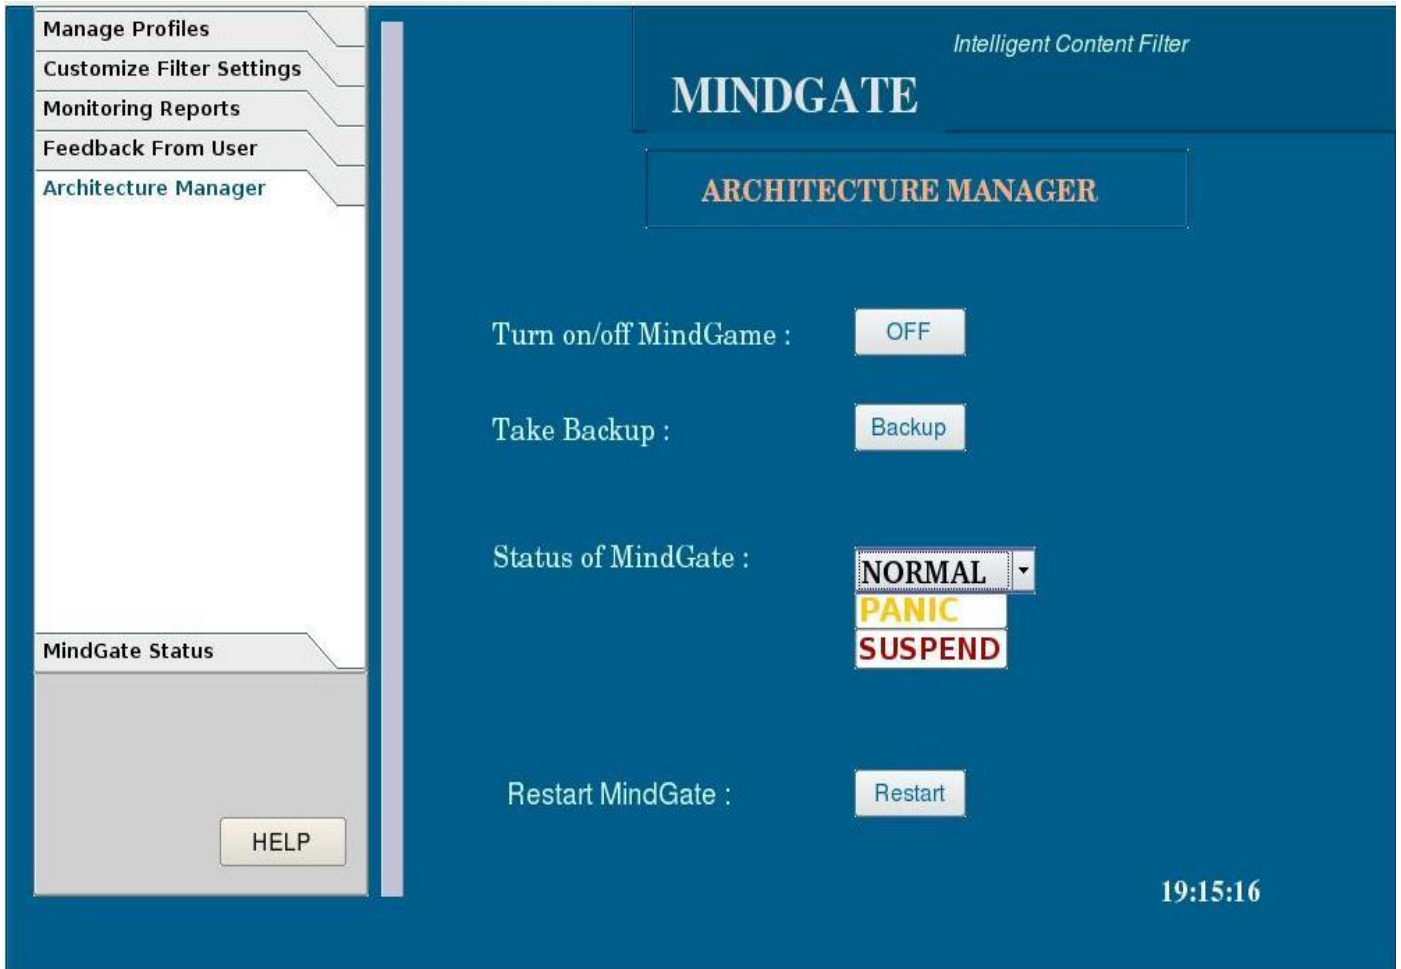 Manage Profiles
Customize Filter Settings
Monitoring Reports
Feedback From User
Architecture Manager
MindGate Status
HELP
Intelligent Content Filter
MINDGATE
ARCHITECTURE MANAGER
Turn on/off MindGame : OFF
Take Backup : Backup
Status of MindGate : NORMAL
PANIC
SUSPEND
Restart MindGate : Restart
19:15:16